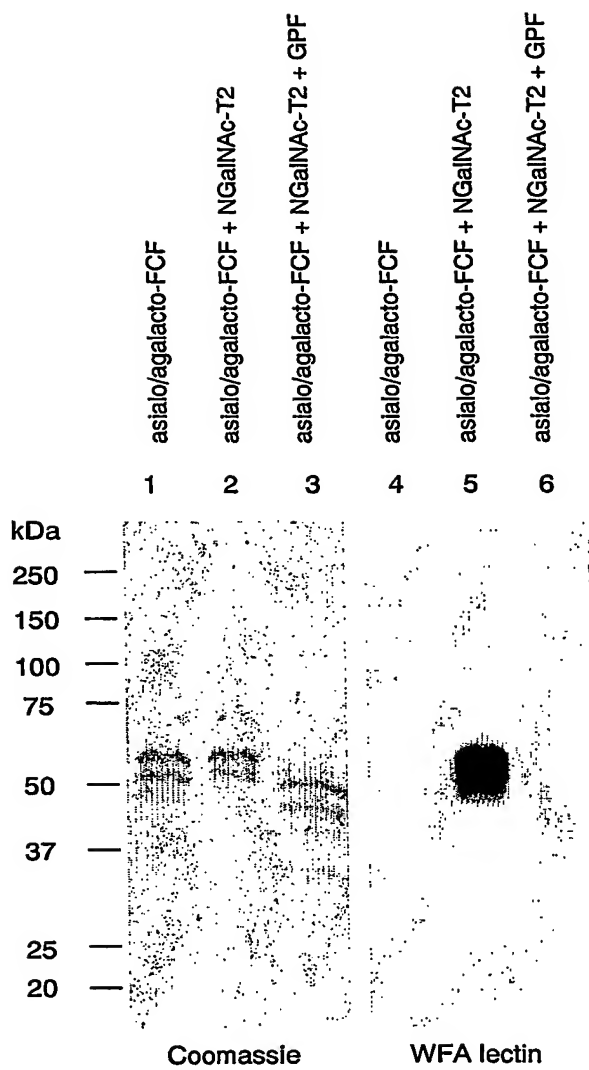 asialo/agalacto-FCF
asialo/agalacto-FCF + NGalNAc-T2
asialo/agalacto-FCF + NGalNAc-T2 + GPF
asialo/agalacto-FCF
asialo/agalacto-FCF + NGalNAc-T2
asialo/agalacto-FCF + NGalNAc-T2 + GPF
1 2 3 4 5 6
kDa
250
150
100
75
50
37
25
20
Coomassie WFA lectin